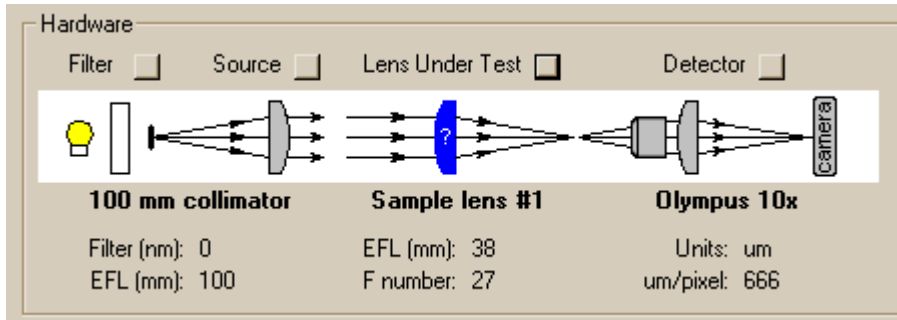 Hardware
Filter Source Lens Under Test Detector
? camera
100 mm collimator Sample lens #1 Olympus 10x
Filter (nm): 0 EFL (mm): 38 Units: um
EFL (mm): 100 F number: 27 um/pixel: 666